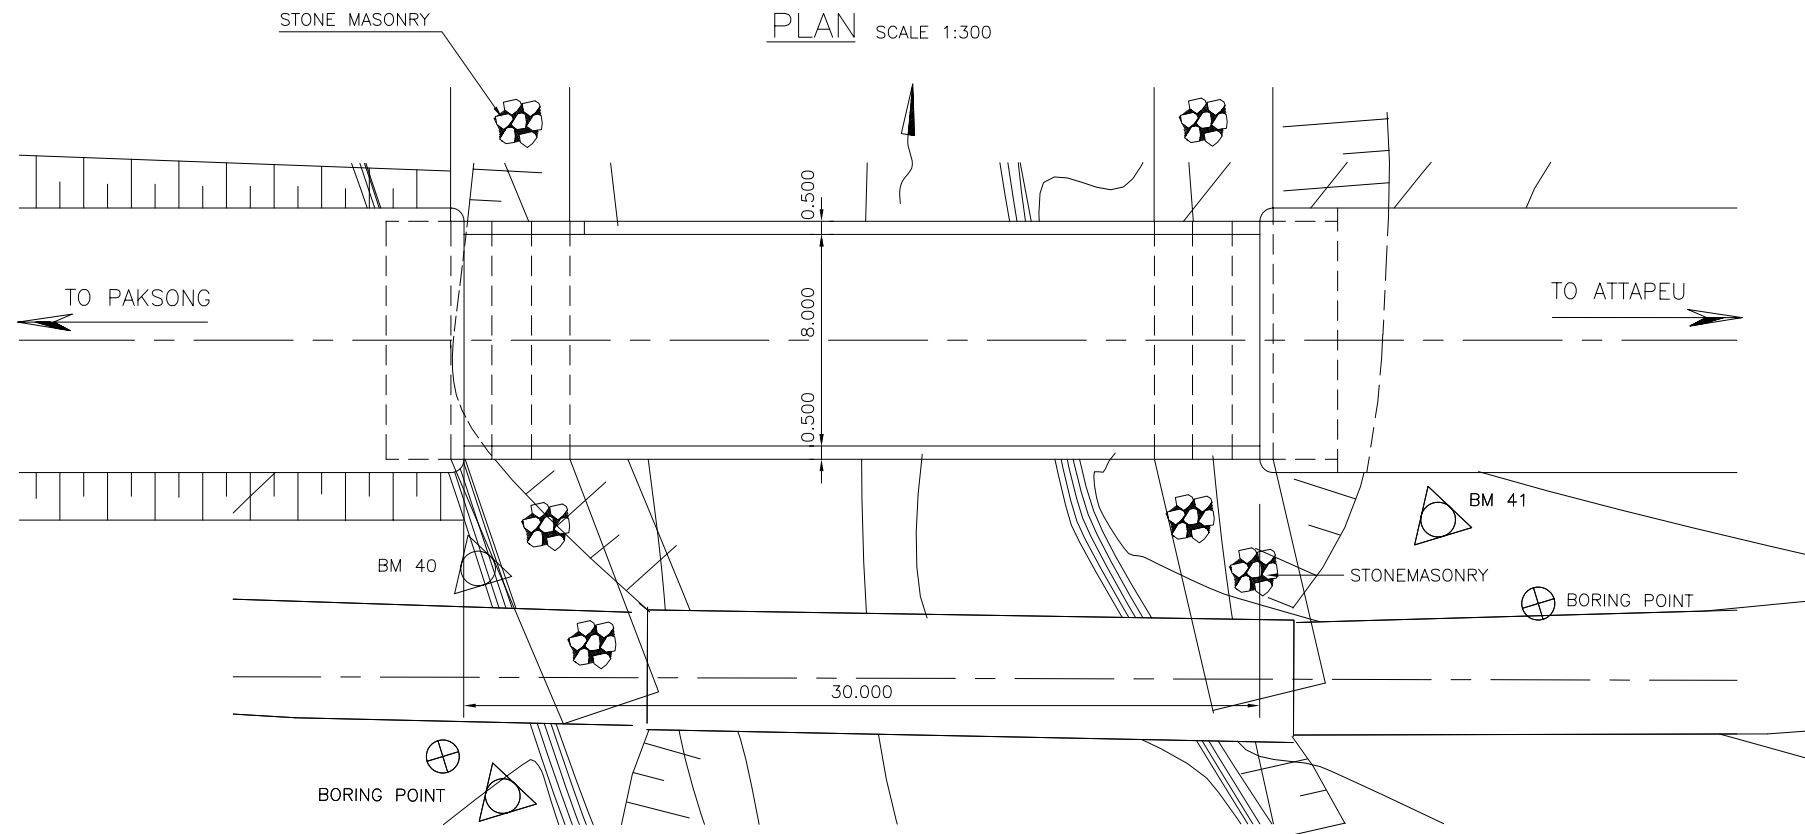 STONE MASONRY
PLAN SCALE 1:300
0.500
TO PAKSONG
8.000
TO ATTAPEU
0.500
BM 41
BM 40
STONEMASONRY
BORING POINT
30.000
BORING POINT